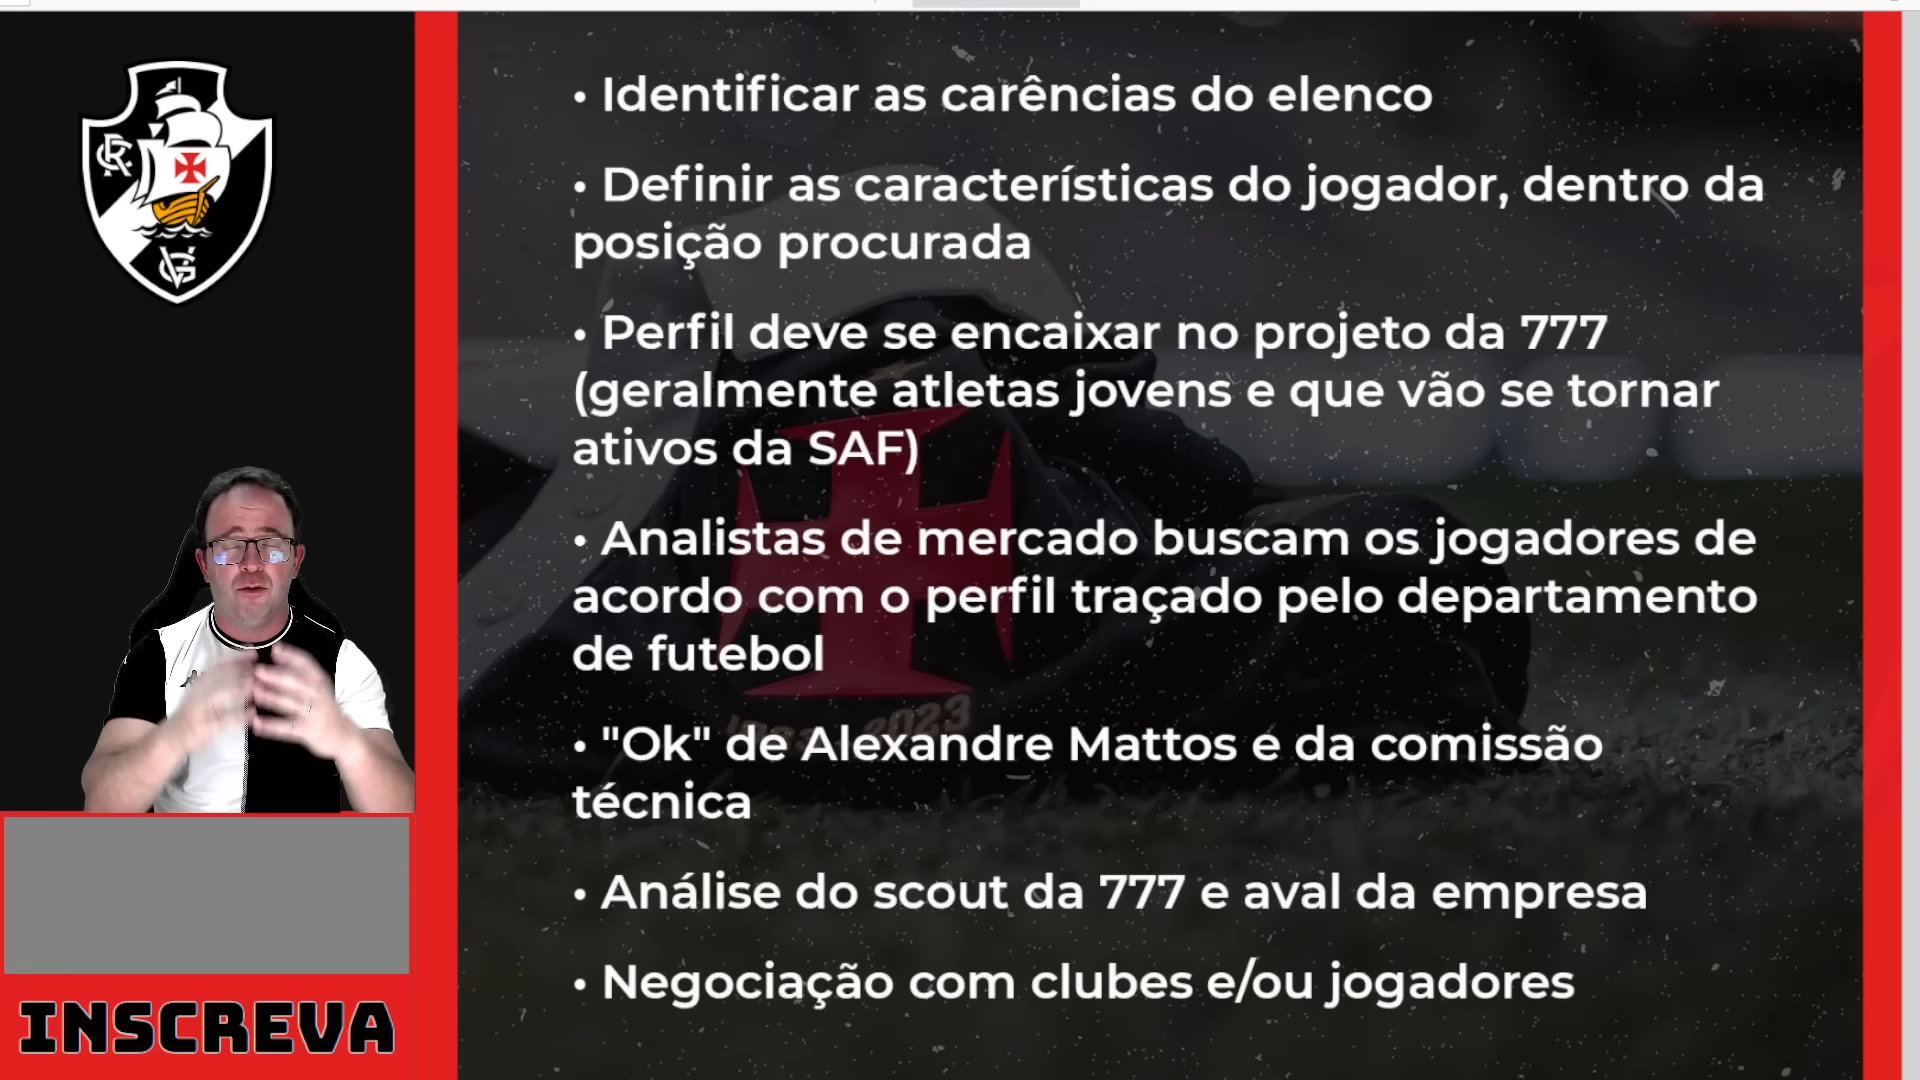 • Identificar as carências do elenco
• Definir as características do jogador, dentro da
posição procurada
• Perfil deve se encaixar no projeto da 777
(geralmente atletas jovens e que vão se tornar
ativos da SAF)
• Analistas de mercado buscam os jogadores de
acordo com o perfil traçado pelo departamento
de futebol
• "Ok" de Alexandre Mattos e da comissão
técnica
• Análise do scout da 777 e aval da empresa
• Negociação com clubes e/ou jogadores
INSCREVA